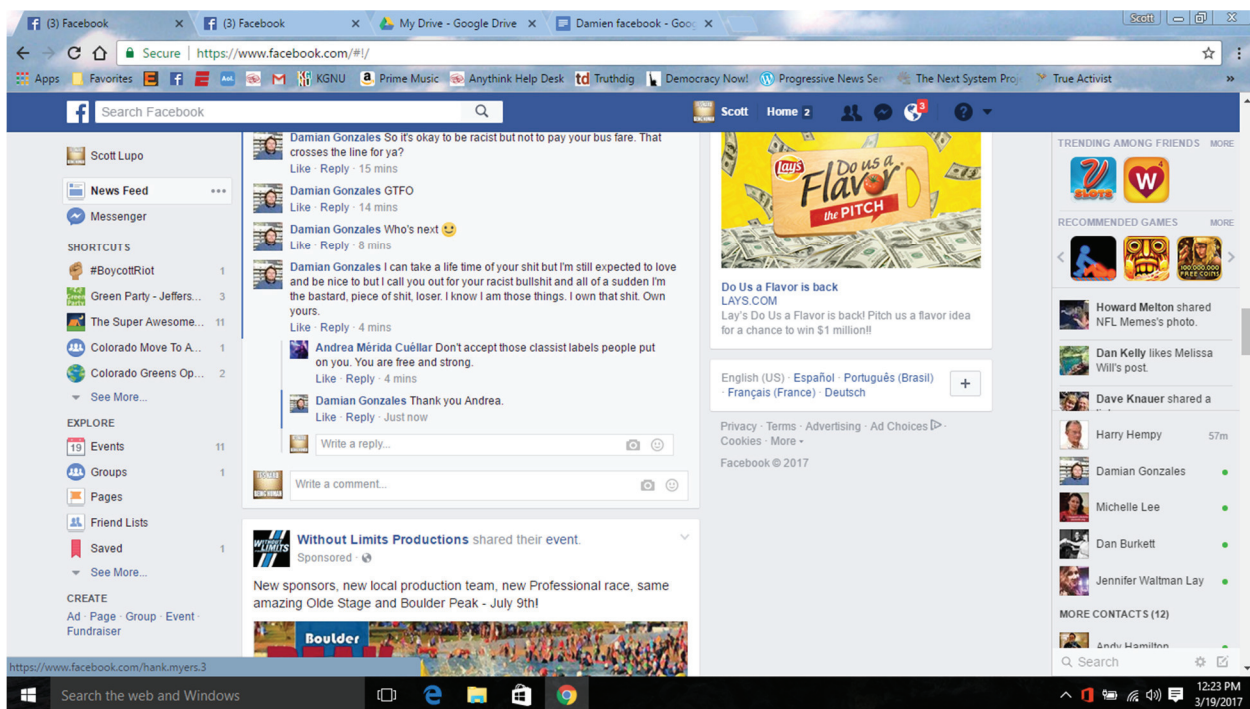 (3) Facebook
(3) Facebook
My Drive - Google Drive
Damien facebook - Goog
Scott
Secure | https://www.facebook.com/#!/
Apps
Favorites
Aol.
KGNU
Prime Music
Anythink Help Desk
td Truthdig
Democracy Now!
Progressive News Ser
The Next System Proj
True Activist
Search Facebook
Scott
Home 2
3
Scott Lupo
News Feed
Messenger
SHORTCUTS
#BoycottRiot 1
Green Party - Jeffers... 3
The Super Awesome... 11
Colorado Move To A... 1
Colorado Greens Op... 2
See More...
EXPLORE
19 Events 11
Groups 1
Pages
Friend Lists
Saved 1
See More...
CREATE
Ad · Page · Group · Event ·
Fundraiser
Damian Gonzales So it's okay to be racist but not to pay your bus fare. That
crosses the line for ya?
Like · Reply · 15 mins
Damian Gonzales GTFO
Like · Reply · 14 mins
Damian Gonzales Who's next
Like · Reply · 8 mins
Damian Gonzales I can take a life time of your shit but I'm still expected to love
and be nice to but I call you out for your racist bullshit and all of a sudden I'm
the bastard, piece of shit, loser. I know I am those things. I own that shit. Own
yours.
Like · Reply · 4 mins
Andrea Mérida Cuéllar Don't accept those classist labels people put
on you. You are free and strong.
Like · Reply · 4 mins
Damian Gonzales Thank you Andrea.
Like · Reply · Just now
Write a reply...
Write a comment...
Without Limits Productions shared their event.
Sponsored ·
New sponsors, new local production team, new Professional race, same
amazing Olde Stage and Boulder Peak - July 9th!
WITHOUT
LIMITS
Boulder
Lay's
Do us a
Flavor
the PITCH
Do Us a Flavor is back
LAYS.COM
Lay's Do Us a Flavor is back! Pitch us a flavor idea
for a chance to win $1 million!!
English (US) · Español · Português (Brasil)
· Français (France) · Deutsch
Privacy · Terms · Advertising · Ad Choices
Cookies · More
Facebook © 2017
TRENDING AMONG FRIENDS MORE
SLOTS
W
4
RECOMMENDED GAMES MORE
100,000,000
FREE COINS
Howard Melton shared
NFL Memes's photo.
Dan Kelly likes Melissa
Will's post.
Dave Knauer shared a
Harry Hempy 57m
Damian Gonzales
Michelle Lee
Dan Burkett
Jennifer Waltman Lay
MORE CONTACTS (12)
Andy Hamilton
Search
https://www.facebook.com/hank.myers.3
Search the web and Windows
12:23 PM
3/19/2017